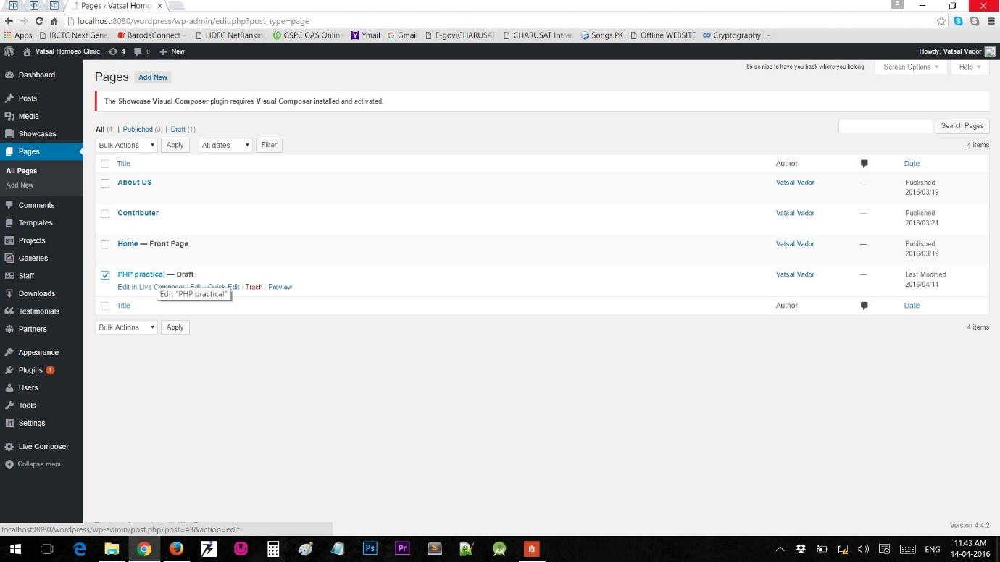 Pages ‹ Vatsal Homoe ×
localhost:8080/wordpress/wp-admin/edit.php?post_type=page
Apps IRCTC Next Gene BarodaConnect - HDFC NetBanking GSPC GAS Online Ymail Gmail E-gov(CHARUSAT CHARUSAT Intran Songs.PK Offline WEBSITE Cryptography I -
Vatsal Homoeo Clinic 4 0 + New Howdy, Vatsal Vador
It's so nice to have you back where you belong Screen Options Help
Dashboard
Posts
Media
Showcases
Pages
All Pages
Add New
Comments
Templates
Projects
Galleries
Staff
Downloads
Testimonials
Partners
Appearance
Plugins 1
Users
Tools
Settings
Live Composer
Collapse menu
Pages Add New
The Showcase Visual Composer plugin requires Visual Composer installed and activated.
All (4) | Published (3) | Draft (1)
Search Pages
Bulk Actions Apply All dates Filter 4 items
Title Author Date
About US Vatsal Vador — Published
2016/03/19
Contributer Vatsal Vador — Published
2016/03/21
Home — Front Page Vatsal Vador — Published
2016/03/19
PHP practical — Draft Vatsal Vador — Last Modified
2016/04/14
Edit in Live Composer | Edit | Quick Edit | Trash | Preview
Edit "PHP practical"
Title Author Date
Bulk Actions Apply 4 items
Version 4.4.2
localhost:8080/wordpress/wp-admin/post.php?post=43&action=edit
Ps Pr S
ENG
11:43 AM
14-04-2016